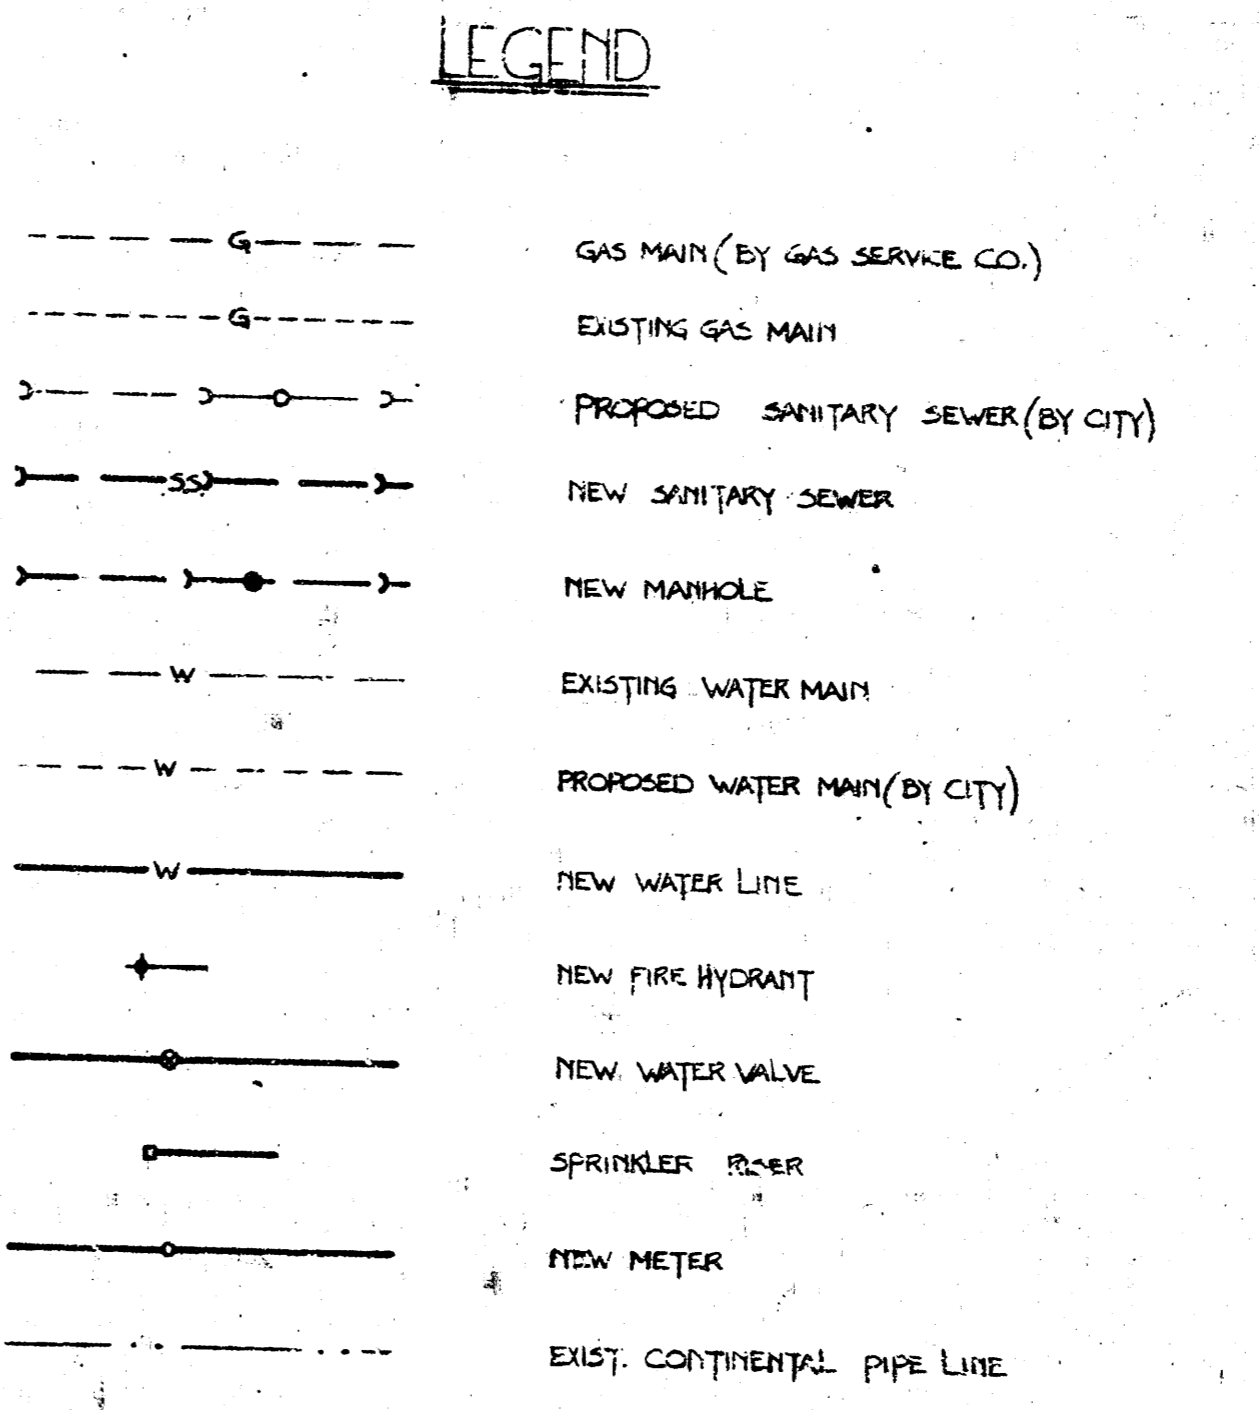 LEGEND
G GAS MAIN (BY GAS SERVICE CO.)
G EXISTING GAS MAIN
PROPOSED SANITARY SEWER (BY CITY)
S.S. NEW SANITARY SEWER
NEW MANHOLE
W EXISTING WATER MAIN
W PROPOSED WATER MAIN (BY CITY)
W NEW WATER LINE
NEW FIRE HYDRANT
NEW WATER VALVE
SPRINKLER RISER
NEW METER
EXIST. CONTINENTAL PIPE LINE